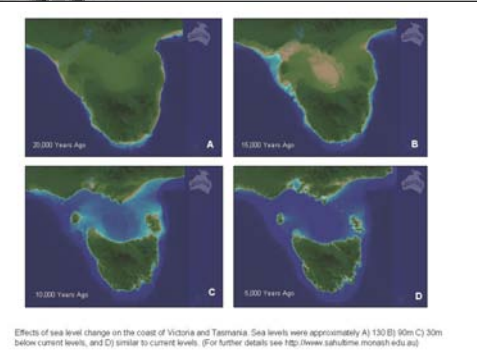 20,000 Years Ago
A
15,000 Years Ago
B
10,000 Years Ago
C
5,000 Years Ago
D
Effects of sea level change on the coast of Victoria and Tasmania. Sea levels were approximately A) 130 B) 90m C) 30m
below current levels, and D) similar to current levels. (For further details see http://www.sahultime.monash.edu.au)